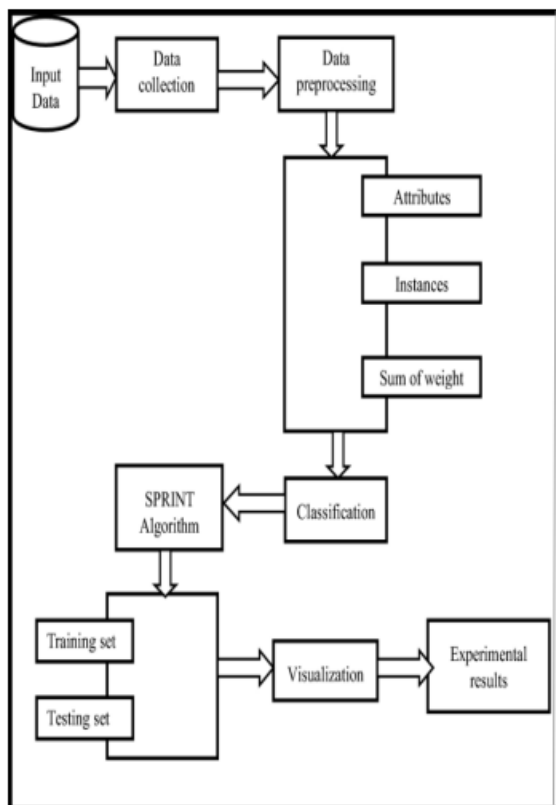 Input
Data
Data
collection
Data
preprocessing
Attributes
Instances
Sum of weight
SPRINT
Algorithm
Classification
Training set
Testing set
Visualization
Experimental
results